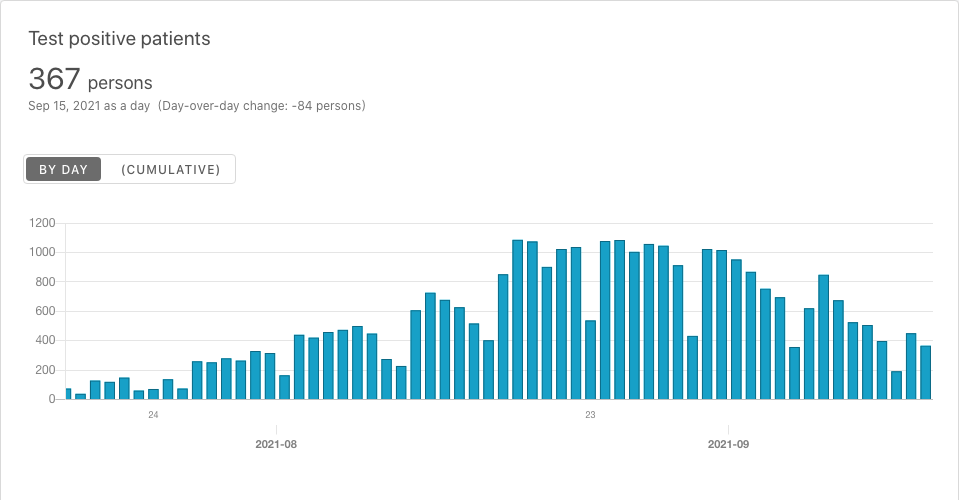 Test positive patients
367 persons
Sep 15, 2021 as a day (Day-over-day change: -84 persons)
BY DAY (CUMULATIVE)
1200
1000
800
600
400
200
0
24 23
2021-08 2021-09